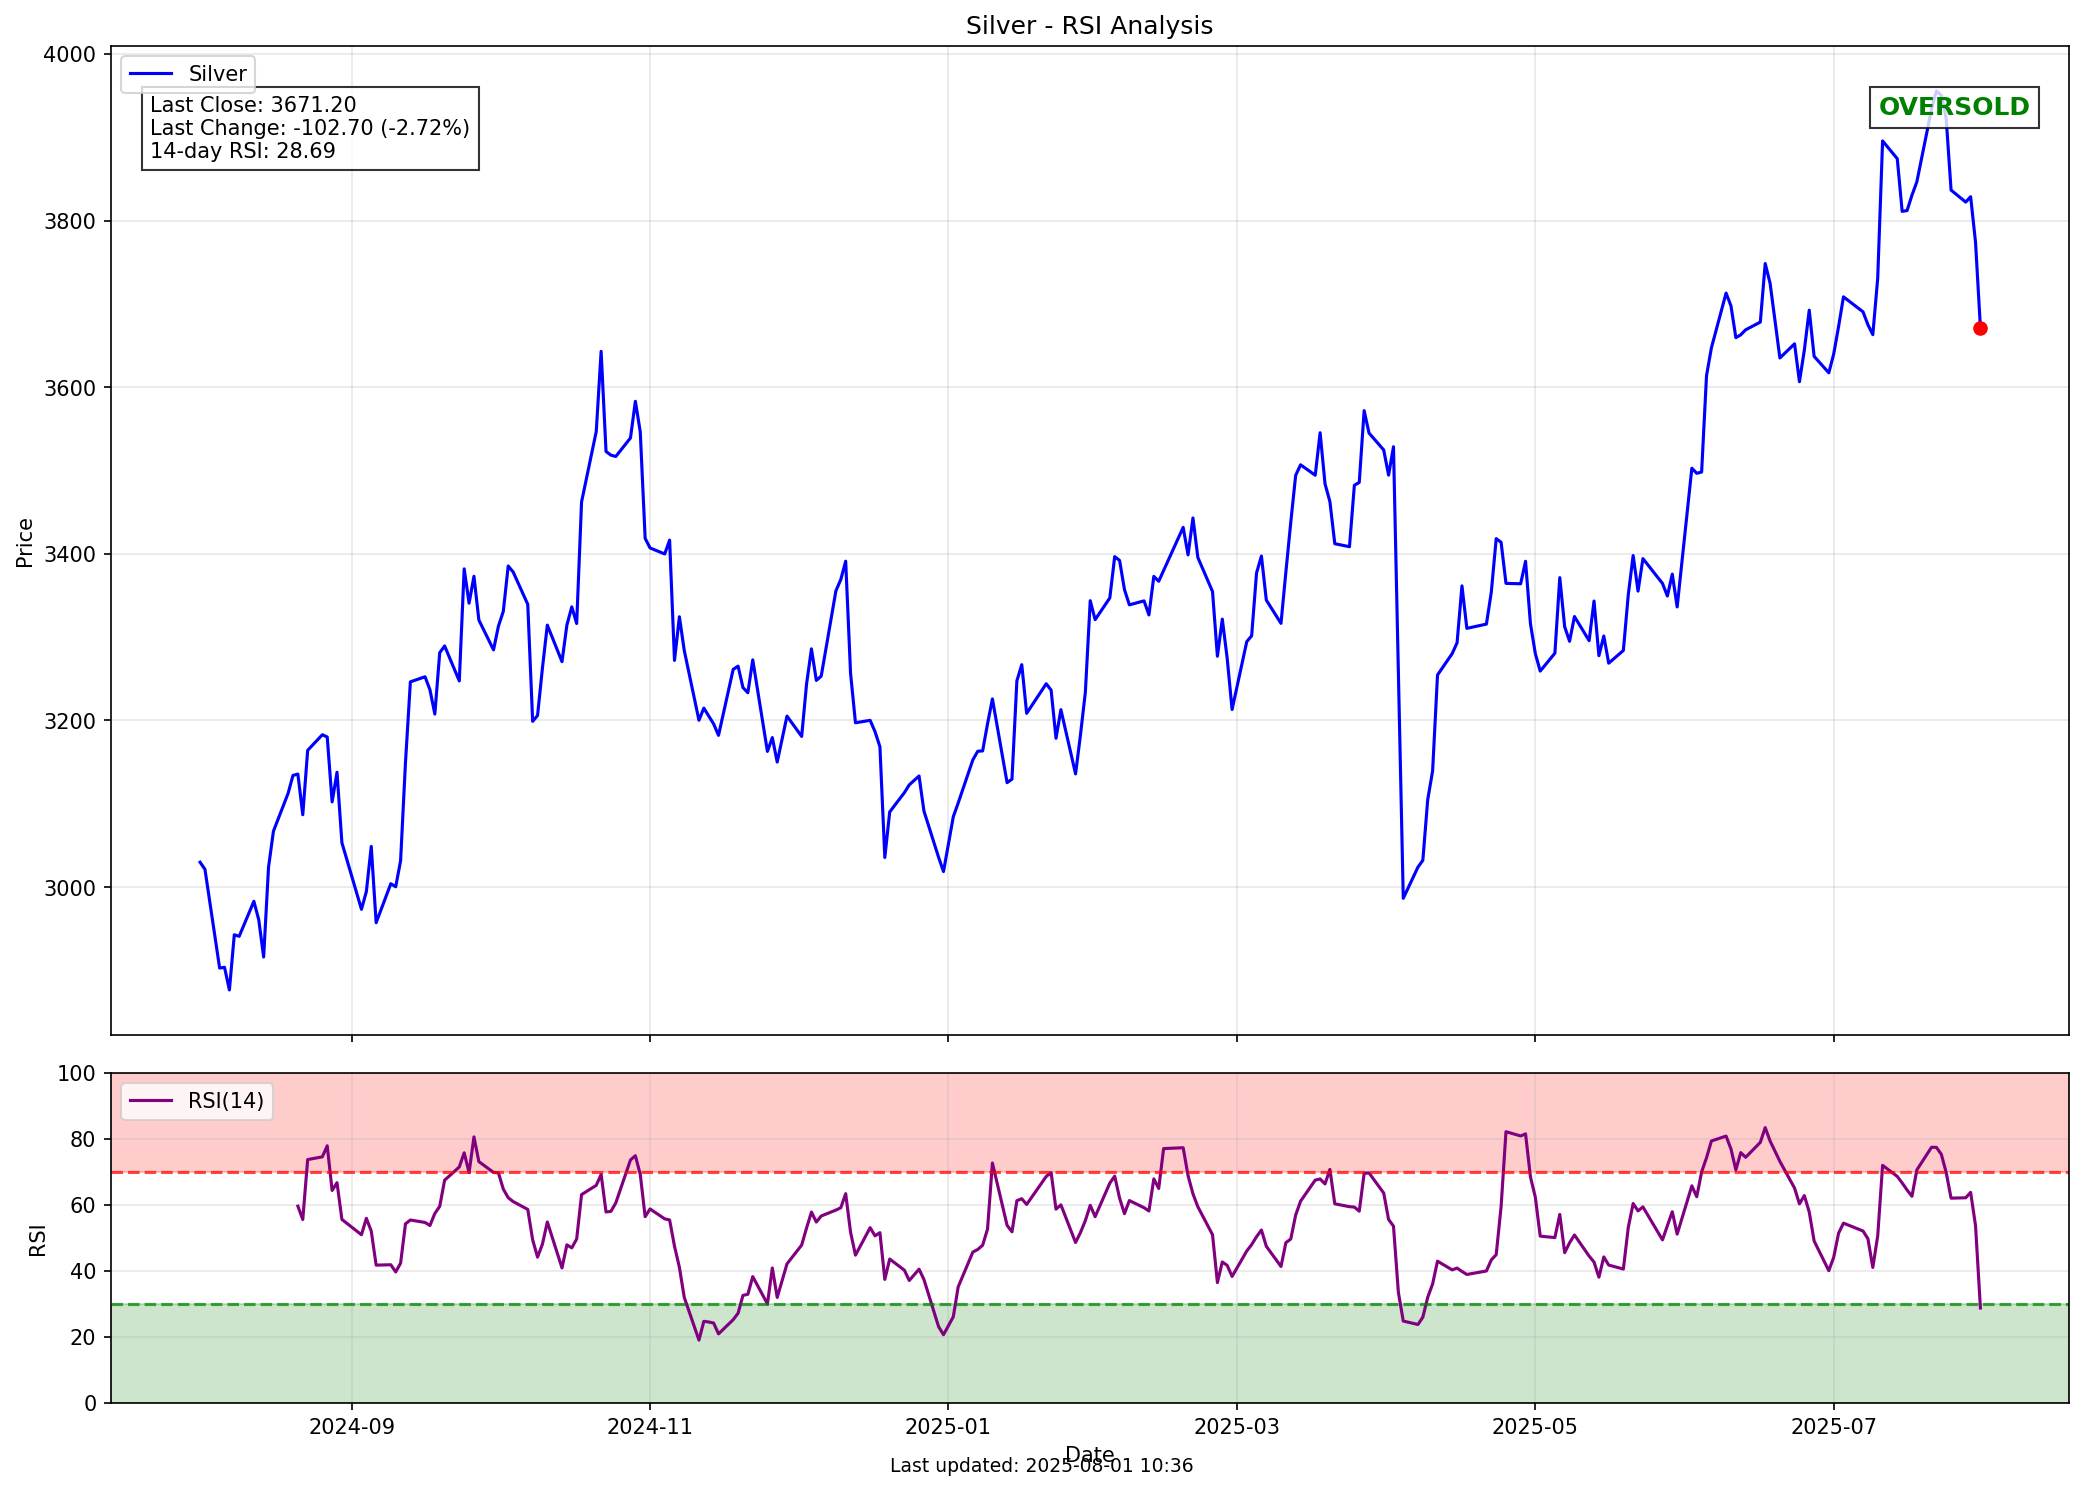 Silver - RSI Analysis
4000
3800
3600
3400
3200
3000
Price
Silver
Last Close: 3671.20
Last Change: -102.70 (-2.72%)
14-day RSI: 28.69
OVERSOLD
100
80
60
40
20
0
RSI
RSI(14)
2024-09
2024-11
2025-01
2025-03
2025-05
2025-07
Date
Last updated: 2025-08-01 10:36